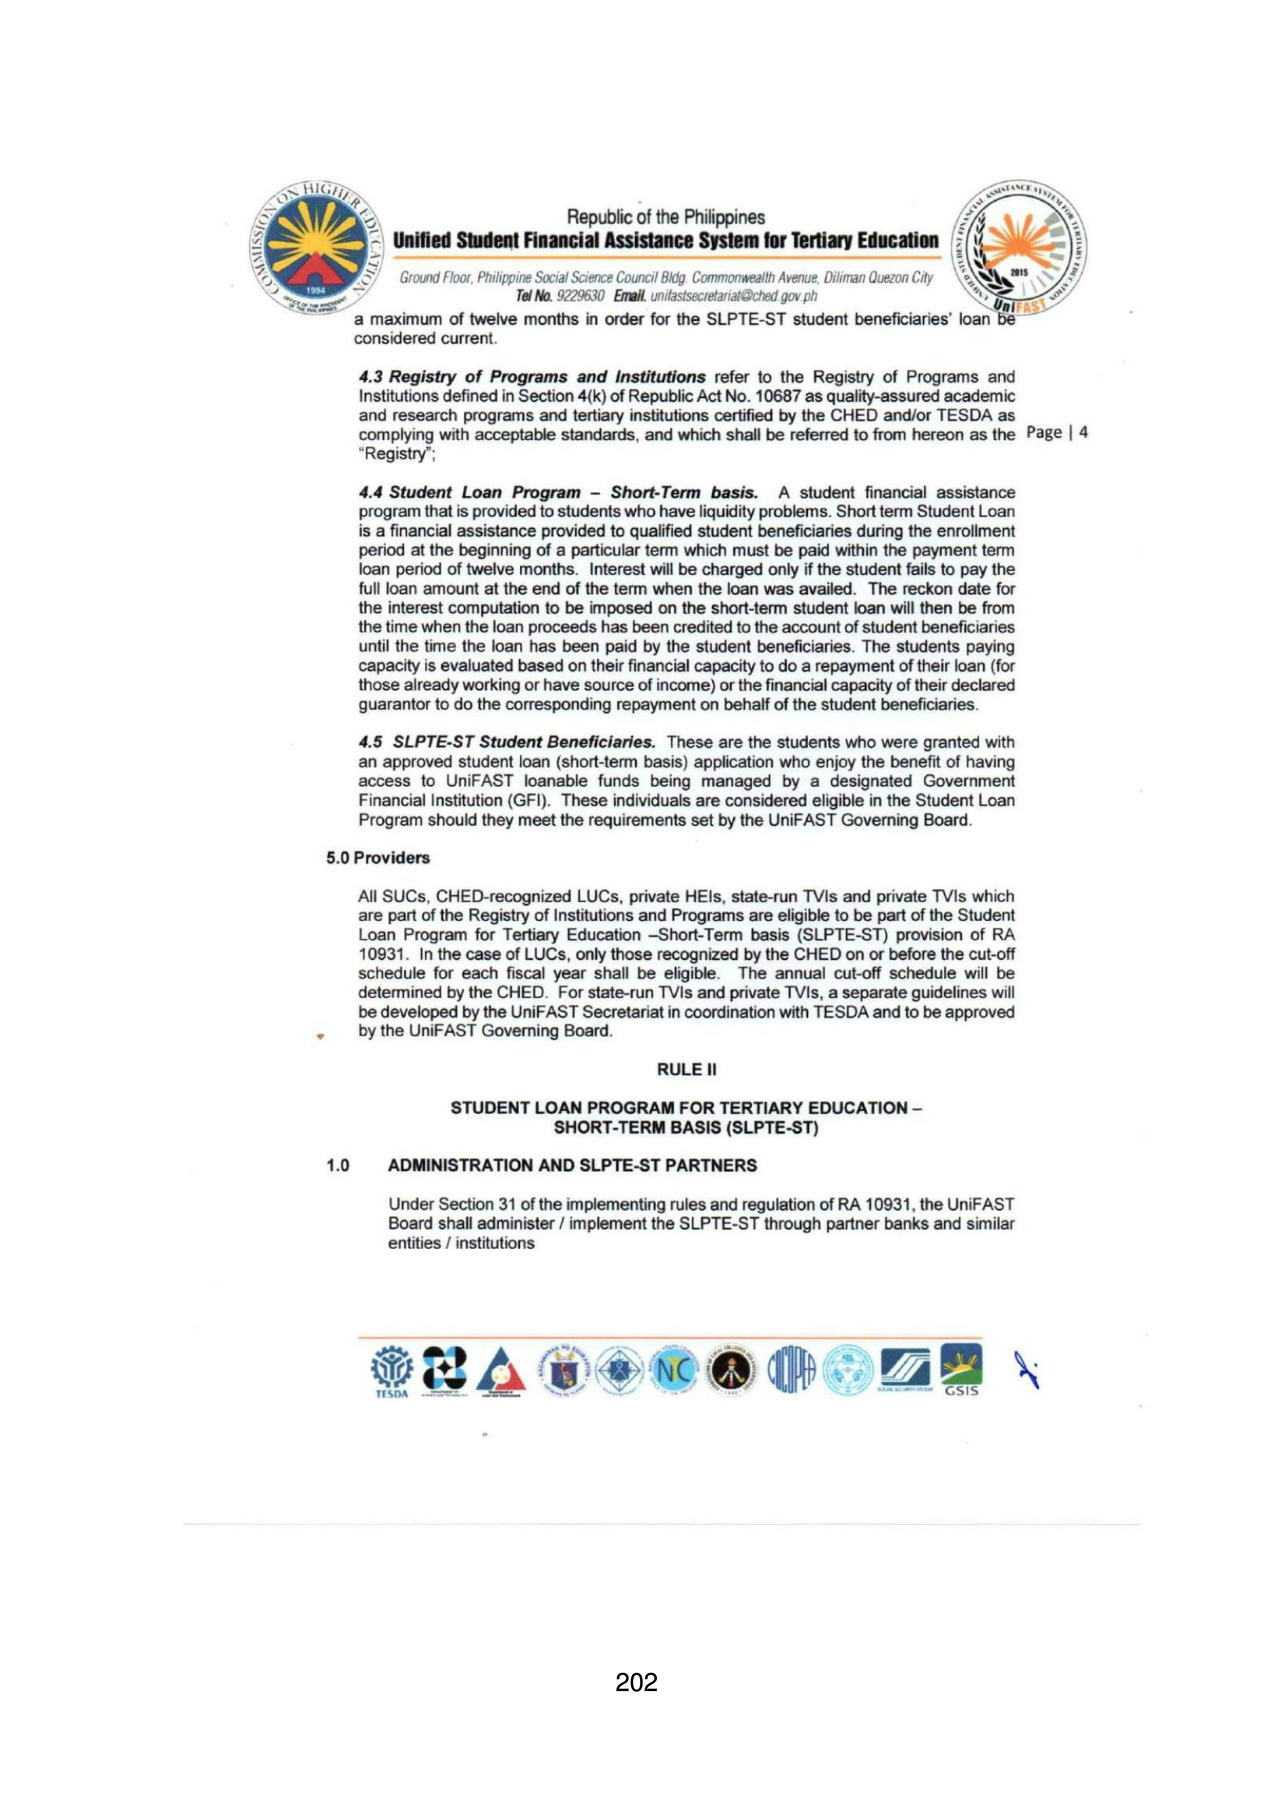 COMMISSION ON HIGHER EDUCATION
1994
OFFICE OF THE PRESIDENT
OF THE PHILIPPINES
Republic of the Philippines
Unified Student Financial Assistance System for Tertiary Education
Ground Floor, Philippine Social Science Council Bldg. Commonwealth Avenue, Diliman Quezon City
Tel No. 9229630 Email. unifastsecretariat@ched.gov.ph
UNIFIED STUDENT FINANCIAL ASSISTANCE SYSTEM FOR TERTIARY EDUCATION
2015
UniFAST
a maximum of twelve months in order for the SLPTE-ST student beneficiaries' loan be
considered current.
4.3 Registry of Programs and Institutions refer to the Registry of Programs and
Institutions defined in Section 4(k) of Republic Act No. 10687 as quality-assured academic
and research programs and tertiary institutions certified by the CHED and/or TESDA as
complying with acceptable standards, and which shall be referred to from hereon as the
"Registry";
Page | 4
4.4 Student Loan Program – Short-Term basis. A student financial assistance
program that is provided to students who have liquidity problems. Short term Student Loan
is a financial assistance provided to qualified student beneficiaries during the enrollment
period at the beginning of a particular term which must be paid within the payment term
loan period of twelve months. Interest will be charged only if the student fails to pay the
full loan amount at the end of the term when the loan was availed. The reckon date for
the interest computation to be imposed on the short-term student loan will then be from
the time when the loan proceeds has been credited to the account of student beneficiaries
until the time the loan has been paid by the student beneficiaries. The students paying
capacity is evaluated based on their financial capacity to do a repayment of their loan (for
those already working or have source of income) or the financial capacity of their declared
guarantor to do the corresponding repayment on behalf of the student beneficiaries.
4.5 SLPTE-ST Student Beneficiaries. These are the students who were granted with
an approved student loan (short-term basis) application who enjoy the benefit of having
access to UniFAST loanable funds being managed by a designated Government
Financial Institution (GFI). These individuals are considered eligible in the Student Loan
Program should they meet the requirements set by the UniFAST Governing Board.
5.0 Providers
All SUCs, CHED-recognized LUCs, private HEIs, state-run TVIs and private TVIs which
are part of the Registry of Institutions and Programs are eligible to be part of the Student
Loan Program for Tertiary Education –Short-Term basis (SLPTE-ST) provision of RA
10931. In the case of LUCs, only those recognized by the CHED on or before the cut-off
schedule for each fiscal year shall be eligible. The annual cut-off schedule will be
determined by the CHED. For state-run TVIs and private TVIs, a separate guidelines will
be developed by the UniFAST Secretariat in coordination with TESDA and to be approved
by the UniFAST Governing Board.
RULE II
STUDENT LOAN PROGRAM FOR TERTIARY EDUCATION –
SHORT-TERM BASIS (SLPTE-ST)
1.0 ADMINISTRATION AND SLPTE-ST PARTNERS
Under Section 31 of the implementing rules and regulation of RA 10931, the UniFAST
Board shall administer / implement the SLPTE-ST through partner banks and similar
entities / institutions
TESDA
NYC
COCOPEA
SOCIAL SECURITY SYSTEM
GSIS
202